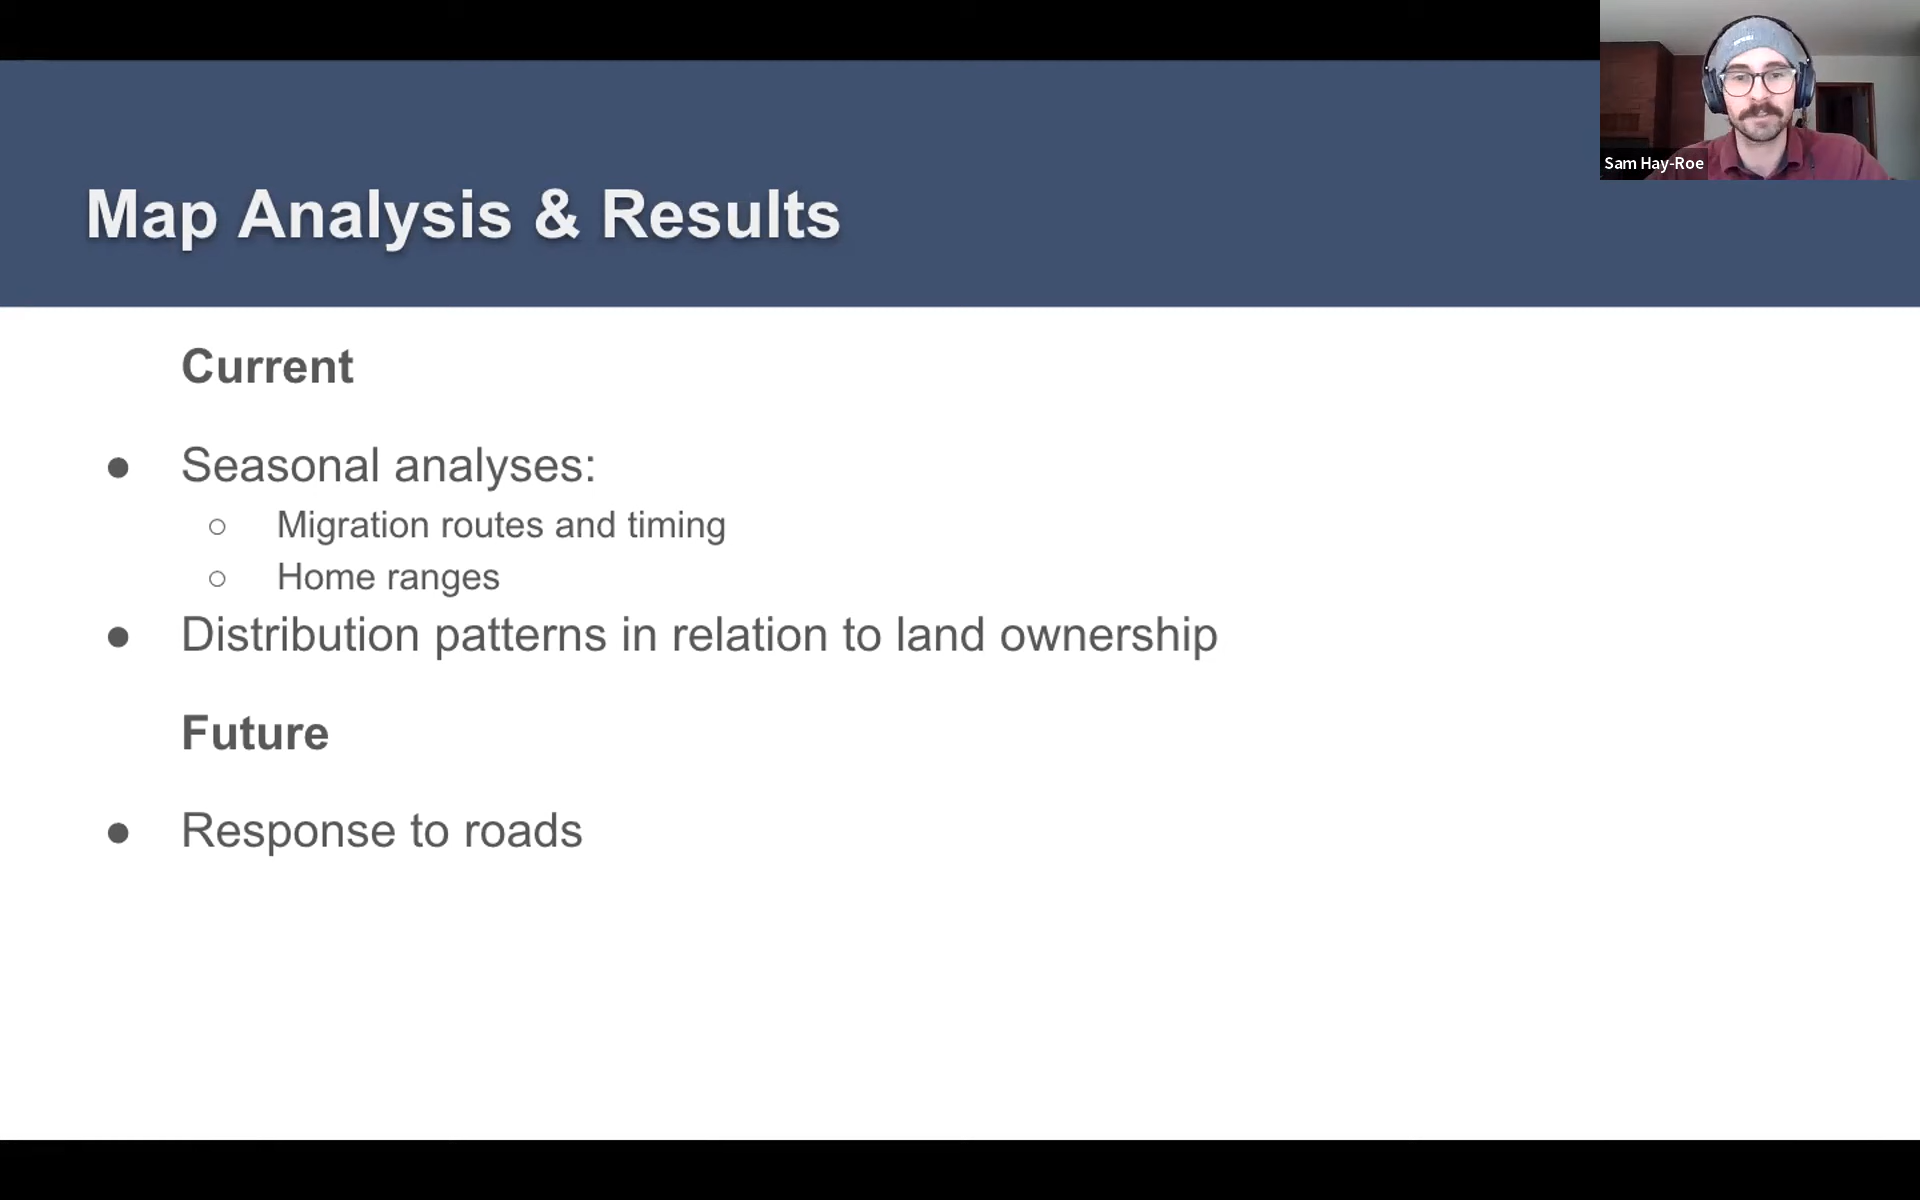 Sam Hay-Roe
Map Analysis & Results
Current
● Seasonal analyses:
○ Migration routes and timing
○ Home ranges
● Distribution patterns in relation to land ownership
Future
● Response to roads